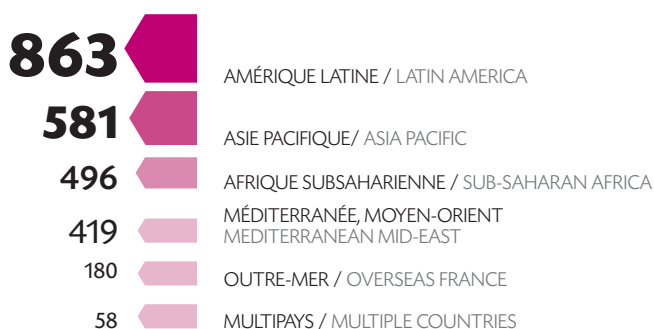 863 AMÉRIQUE LATINE / LATIN AMERICA
581 ASIE PACIFIQUE/ ASIA PACIFIC
496 AFRIQUE SUBSAHARIENNE / SUB-SAHARAN AFRICA
419 MÉDITERRANÉE, MOYEN-ORIENT
MEDITERRANEAN MID-EAST
180 OUTRE-MER / OVERSEAS FRANCE
58 MULTIPAYS / MULTIPLE COUNTRIES